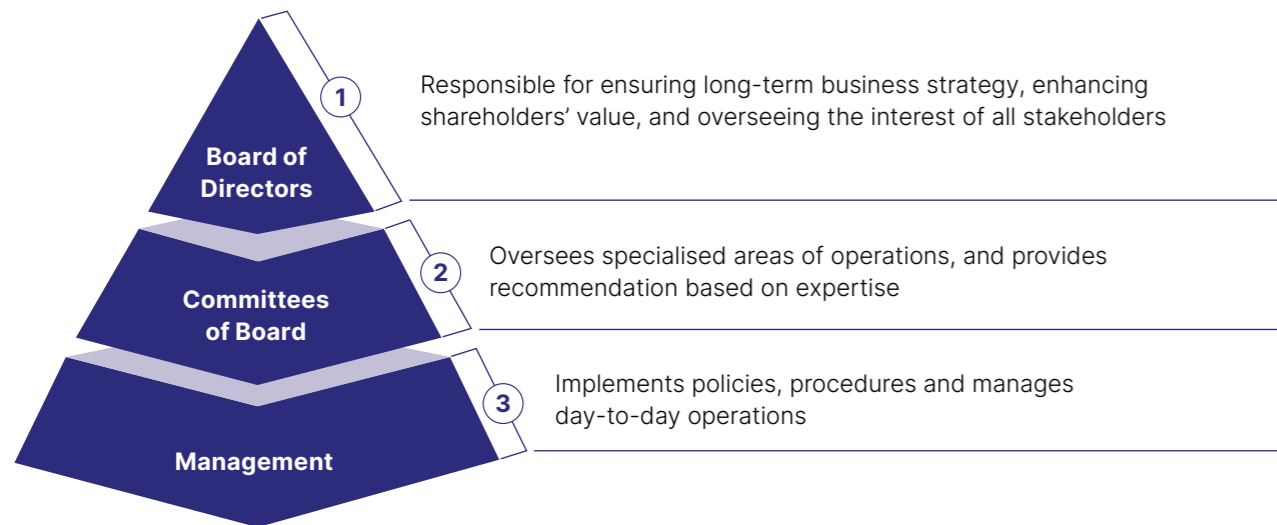 1
Responsible for ensuring long-term business strategy, enhancing
shareholders’ value, and overseeing the interest of all stakeholders
Board of
Directors
2
Oversees specialised areas of operations, and provides
recommendation based on expertise
Committees
of Board
3
Implements policies, procedures and manages
day-to-day operations
Management